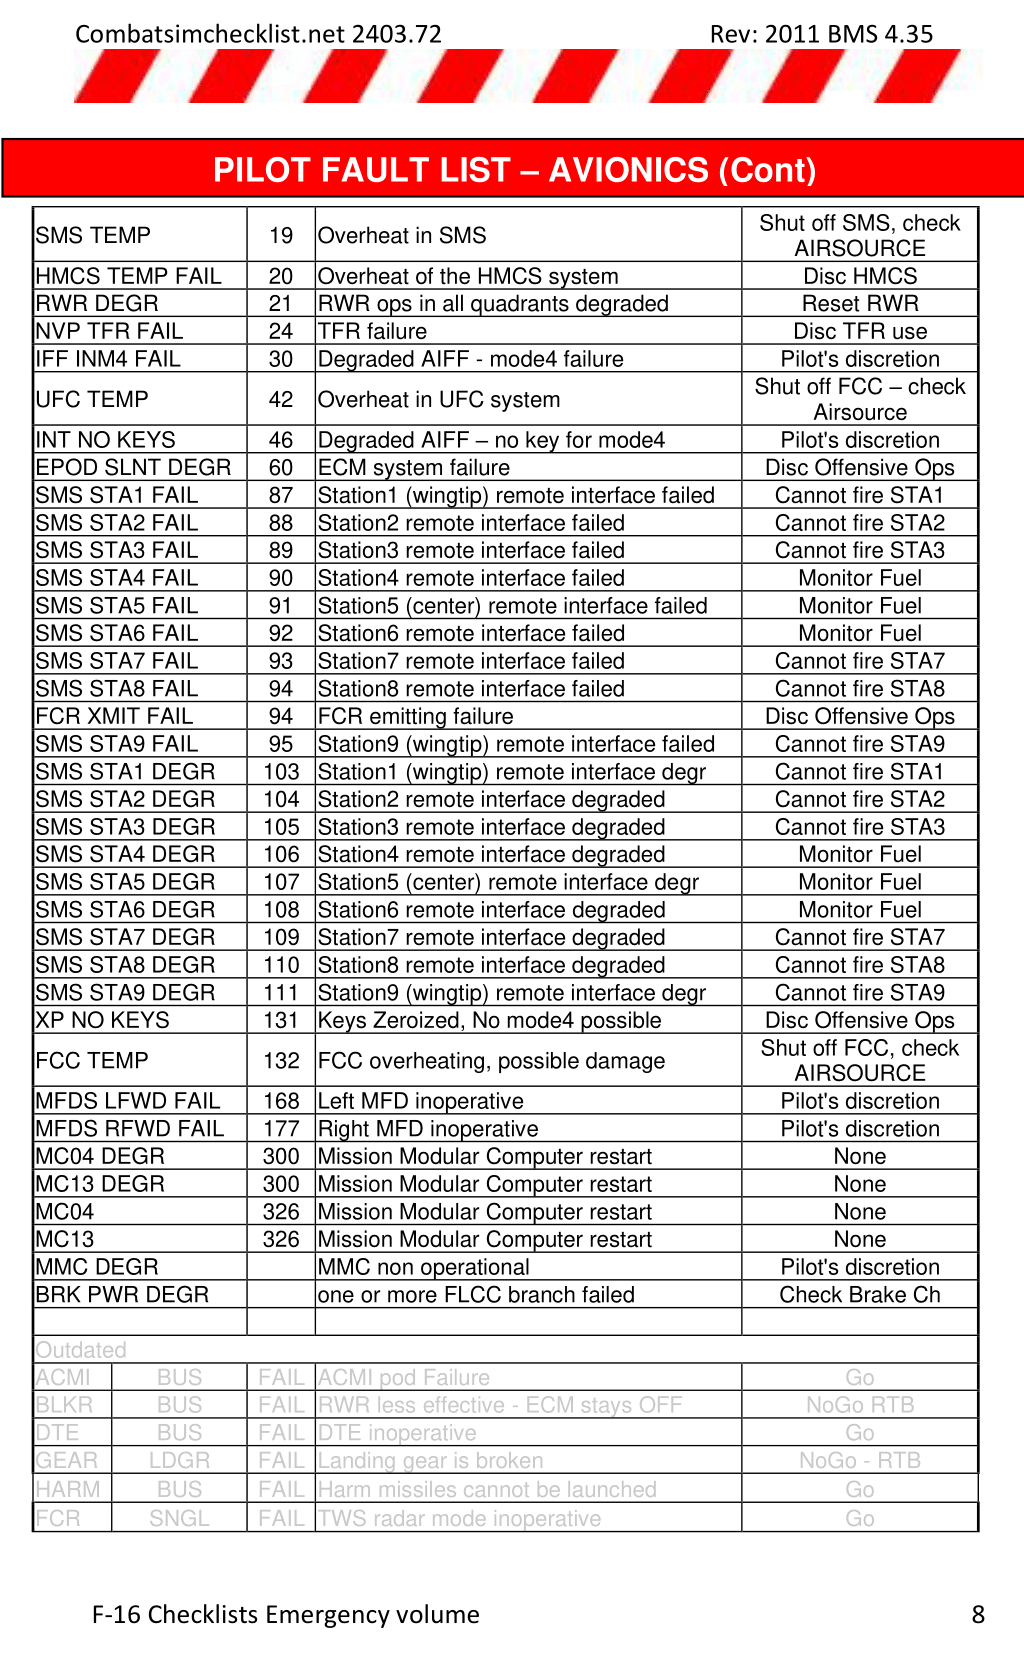 Combatsimchecklist.net 2403.72 Rev: 2011 BMS 4.35
PILOT FAULT LIST – AVIONICS (Cont)
SMS TEMP 19 Overheat in SMS Shut off SMS, check
AIRSOURCE
HMCS TEMP FAIL 20 Overheat of the HMCS system Disc HMCS
RWR DEGR 21 RWR ops in all quadrants degraded Reset RWR
NVP TFR FAIL 24 TFR failure Disc TFR use
IFF INM4 FAIL 30 Degraded AIFF - mode4 failure Pilot's discretion
UFC TEMP 42 Overheat in UFC system Shut off FCC – check
Airsource
INT NO KEYS 46 Degraded AIFF – no key for mode4 Pilot's discretion
EPOD SLNT DEGR 60 ECM system failure Disc Offensive Ops
SMS STA1 FAIL 87 Station1 (wingtip) remote interface failed Cannot fire STA1
SMS STA2 FAIL 88 Station2 remote interface failed Cannot fire STA2
SMS STA3 FAIL 89 Station3 remote interface failed Cannot fire STA3
SMS STA4 FAIL 90 Station4 remote interface failed Monitor Fuel
SMS STA5 FAIL 91 Station5 (center) remote interface failed Monitor Fuel
SMS STA6 FAIL 92 Station6 remote interface failed Monitor Fuel
SMS STA7 FAIL 93 Station7 remote interface failed Cannot fire STA7
SMS STA8 FAIL 94 Station8 remote interface failed Cannot fire STA8
FCR XMIT FAIL 94 FCR emitting failure Disc Offensive Ops
SMS STA9 FAIL 95 Station9 (wingtip) remote interface failed Cannot fire STA9
SMS STA1 DEGR 103 Station1 (wingtip) remote interface degr Cannot fire STA1
SMS STA2 DEGR 104 Station2 remote interface degraded Cannot fire STA2
SMS STA3 DEGR 105 Station3 remote interface degraded Cannot fire STA3
SMS STA4 DEGR 106 Station4 remote interface degraded Monitor Fuel
SMS STA5 DEGR 107 Station5 (center) remote interface degr Monitor Fuel
SMS STA6 DEGR 108 Station6 remote interface degraded Monitor Fuel
SMS STA7 DEGR 109 Station7 remote interface degraded Cannot fire STA7
SMS STA8 DEGR 110 Station8 remote interface degraded Cannot fire STA8
SMS STA9 DEGR 111 Station9 (wingtip) remote interface degr Cannot fire STA9
XP NO KEYS 131 Keys Zeroized, No mode4 possible Disc Offensive Ops
FCC TEMP 132 FCC overheating, possible damage Shut off FCC, check
AIRSOURCE
MFDS LFWD FAIL 168 Left MFD inoperative Pilot's discretion
MFDS RFWD FAIL 177 Right MFD inoperative Pilot's discretion
MC04 DEGR 300 Mission Modular Computer restart None
MC13 DEGR 300 Mission Modular Computer restart None
MC04 326 Mission Modular Computer restart None
MC13 326 Mission Modular Computer restart None
MMC DEGR MMC non operational Pilot's discretion
BRK PWR DEGR one or more FLCC branch failed Check Brake Ch
Outdated
ACMI BUS FAIL ACMI pod Failure Go
BLKR BUS FAIL RWR less effective - ECM stays OFF NoGo RTB
DTE BUS FAIL DTE inoperative Go
GEAR LDGR FAIL Landing gear is broken NoGo - RTB
HARM BUS FAIL Harm missiles cannot be launched Go
FCR SNGL FAIL TWS radar mode inoperative Go
F-16 Checklists Emergency volume 8